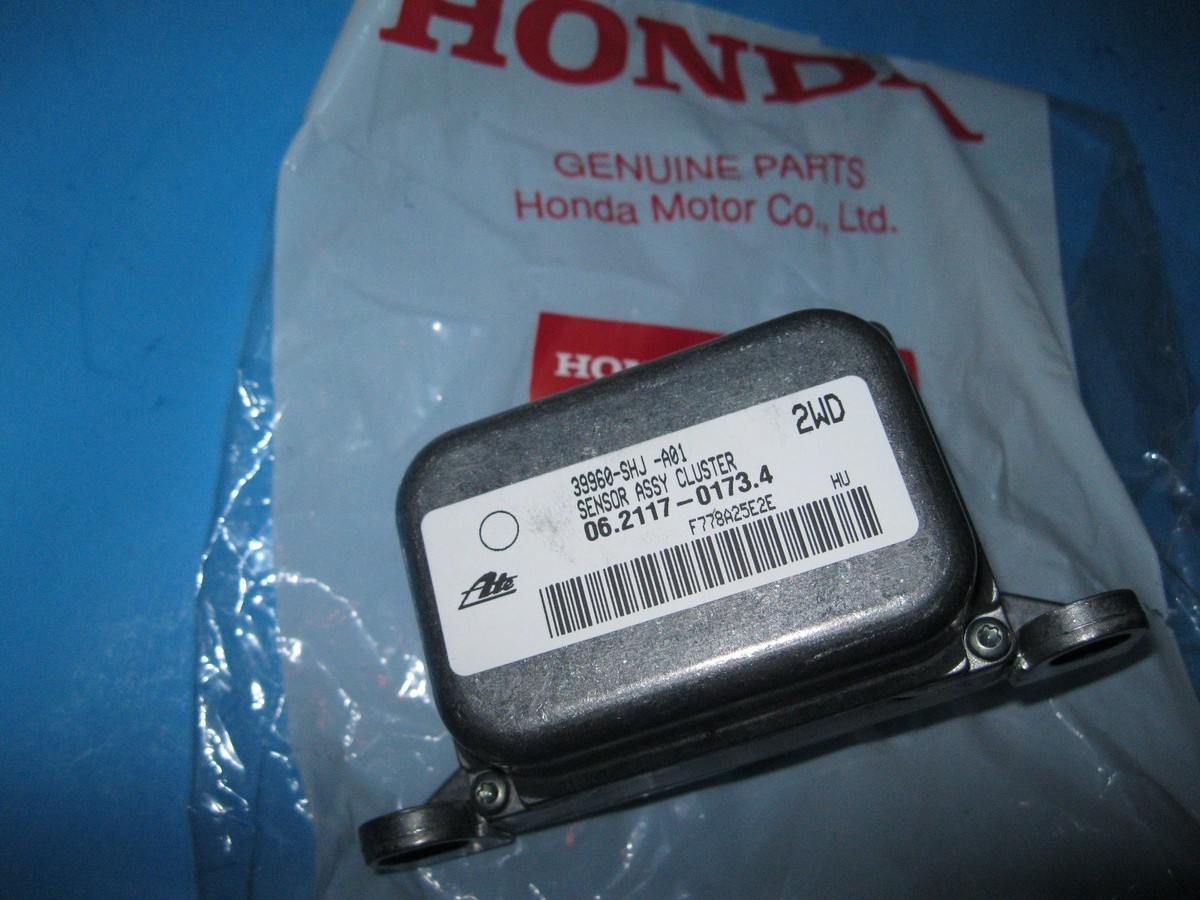 HONDA
GENUINE PARTS
Honda Motor Co., Ltd.
2WD
39960-SHJ -A01
SENSOR ASSY CLUSTER
06.2117-0173.4
F778A25E2E
HU
Ate